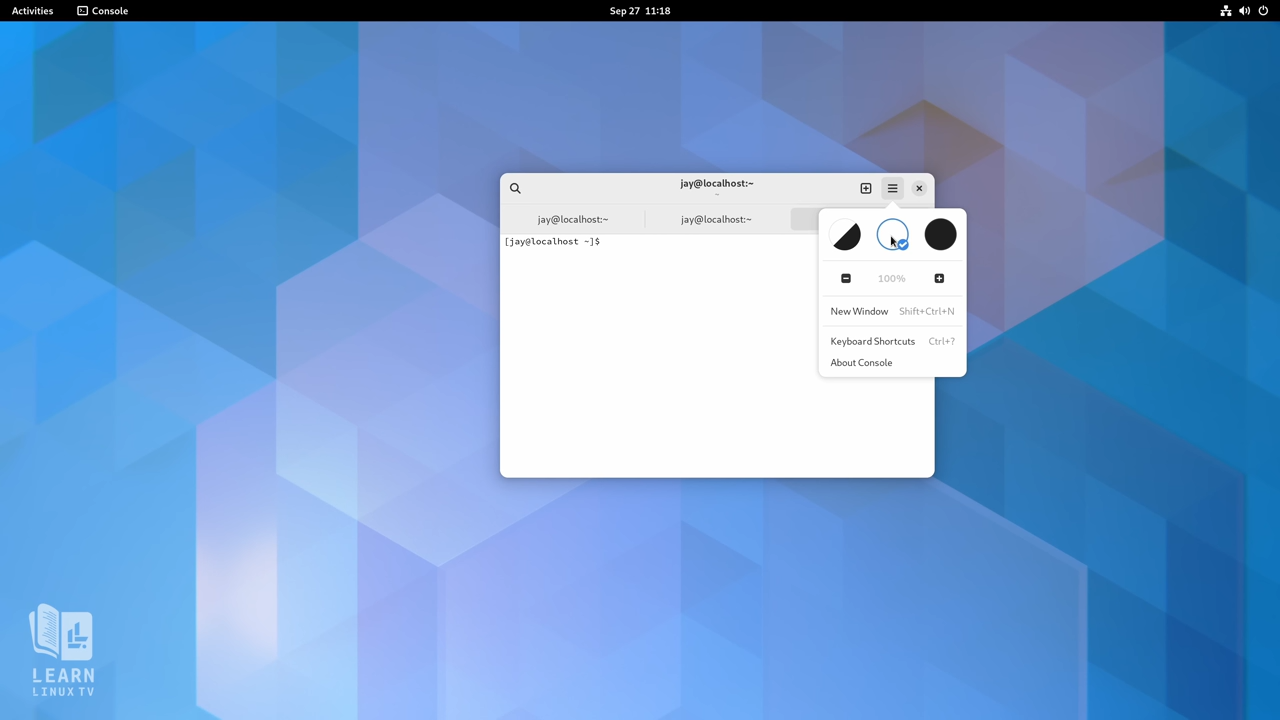 Activities
Console
Sep 27 11:18
jay@localhost:~
~
jay@localhost:~
jay@localhost:~
[jay@localhost ~]$
100%
New Window Shift+Ctrl+N
Keyboard Shortcuts Ctrl+?
About Console
LEARN
LINUX TV